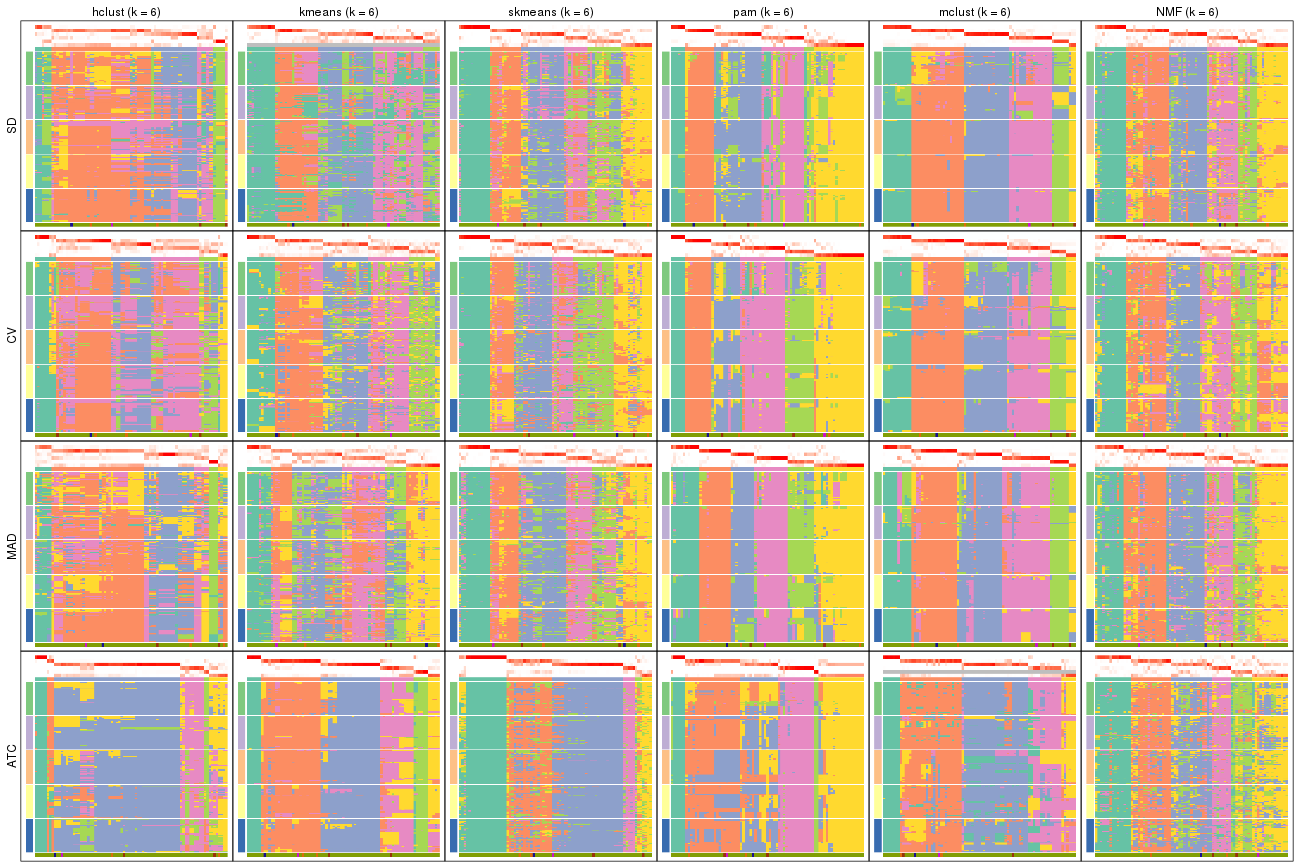 hclust (k = 6)
kmeans (k = 6)
skmeans (k = 6)
pam (k = 6)
mclust (k = 6)
NMF (k = 6)
SD
CV
MAD
ATC